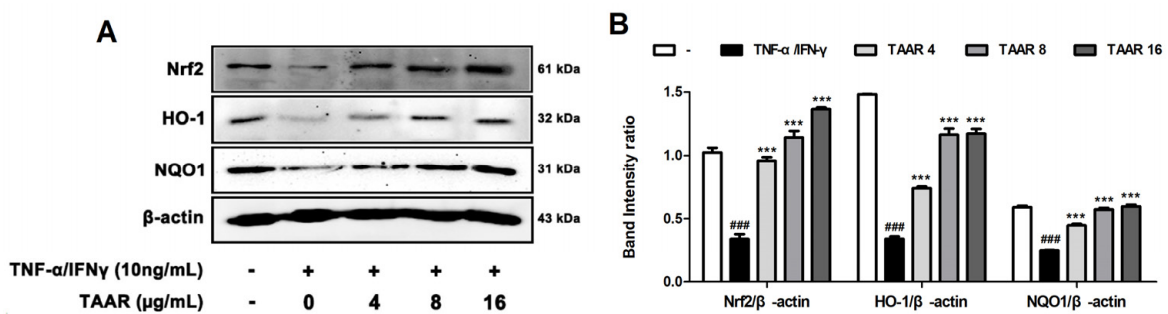 A
Nrf2 61 kDa
HO-1 32 kDa
NQO1 31 kDa
β-actin 43 kDa
TNF-α/IFNγ (10ng/mL) - + + + +
TAAR (μg/mL) - 0 4 8 16
B
- TNF-α /IFN-γ TAAR 4 TAAR 8 TAAR 16
Band Intensity ratio
1.5
1.0
0.5
0.0
### *** *** ***
### *** *** ***
### *** *** ***
Nrf2/β -actin HO-1/β -actin NQO1/β -actin